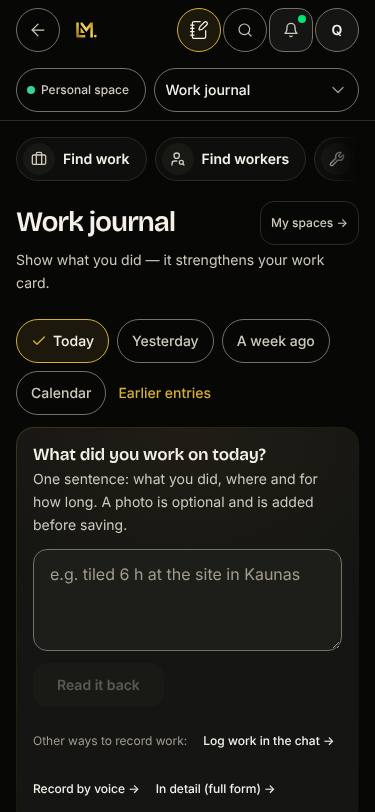 LM.
Q
Personal space
Work journal
Find work
Find workers
Work journal
My spaces →
Show what you did — it strengthens your work
card.
Today
Yesterday
A week ago
Calendar
Earlier entries
What did you work on today?
One sentence: what you did, where and for
how long. A photo is optional and is added
before saving.
e.g. tiled 6 h at the site in Kaunas
Read it back
Other ways to record work:
Log work in the chat →
Record by voice →
In detail (full form) →